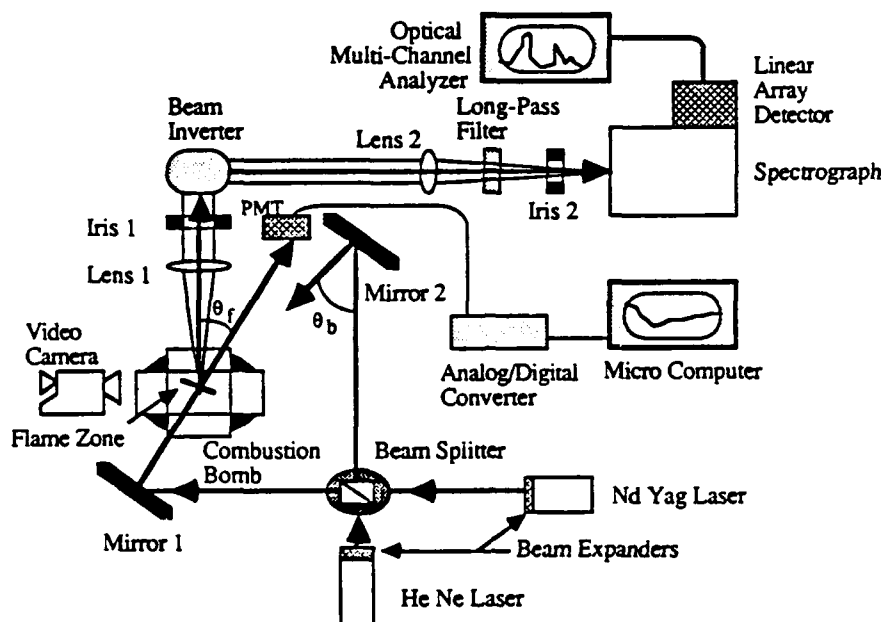 Optical
Multi-Channel
Analyzer
Linear
Array
Detector
Beam
Inverter
Long-Pass
Filter
Lens 2
Spectrograph
Iris 2
PMT
Iris 1
Lens 1
Mirror 2
θf
θb
Video
Camera
Analog/Digital
Converter
Micro Computer
Flame Zone
Combustion
Bomb
Beam Splitter
Nd Yag Laser
Mirror 1
Beam Expanders
He Ne Laser